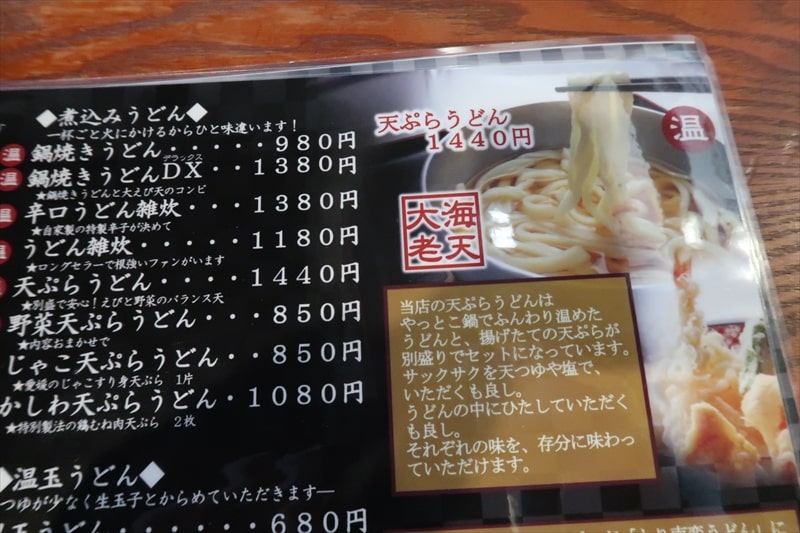 ◆煮込みうどん◆
一杯ごと火にかけるからひと味違います！
温 鍋焼きうどん・・・・・980円
温 鍋焼きうどんDX・・1380円
デラックス
★鍋焼きうどんと大えび天のコンビ
温 辛口うどん雑炊・・・1380円
★自家製の特製辛子が決めて
温 うどん雑炊・・・・1180円
★ロングセラーで根強いファンがいます
天ぷらうどん・・・・1440円
★別盛で安心！えびと野菜のバランス天
野菜天ぷらうどん・・・850円
★内容おまかせで
じゃこ天ぷらうどん・・850円
★愛媛のじゃこすり身天ぷら 1片
かしわ天ぷらうどん・1080円
★特別製法の鶏むね肉天ぷら 2枚
◆温玉うどん◆
つゆが少なく生玉子とからめていただきます―
玉うどん・・・・・・680円
天ぷらうどん
1440円
温
海天
大老
当店の天ぷらうどんは
やっとこ鍋でふんわり温めた
うどんと、揚げたての天ぷらが
別盛りでセットになっています。
サックサクを天つゆや塩で、
いただくも良し。
うどんの中にひたしていただく
も良し。
それぞれの味を、存分に味わっ
ていただけます。